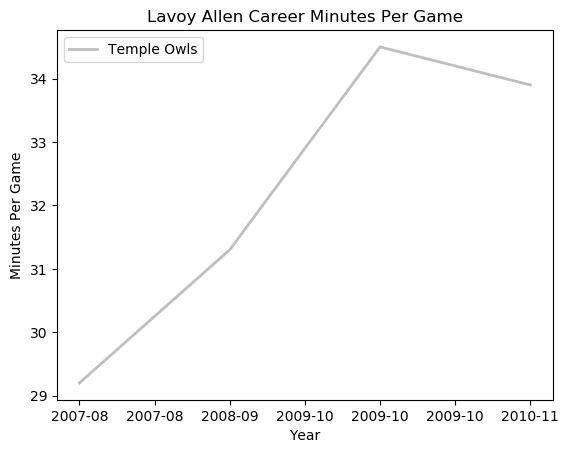 Lavoy Allen Career Minutes Per Game
Temple Owls
34
33
32
31
30
29
Minutes Per Game
2007-08 2007-08 2008-09 2009-10 2009-10 2009-10 2010-11
Year